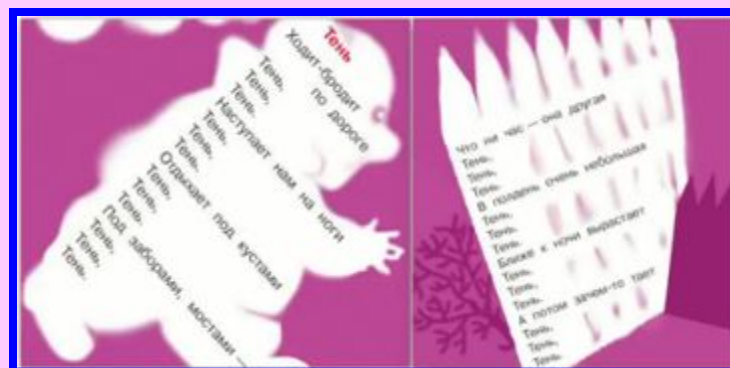 Тень
Ходит-бродит
по дороге
Тень,
Тень,
Тень.
Наступает нам на ноги
Тень,
Тень,
Тень.
Отдыхает под кустами
Тень,
Тень,
Тень.
Под заборами, мостами —
Тень,
Тень,
Тень.
Что ни час — она другая
Тень,
Тень,
Тень.
В полдень очень небольшая
Тень,
Тень,
Тень.
Ближе к ночи вырастает
Тень,
Тень,
Тень.
А потом зачем-то тает
Тень,
Тень,
Тень.